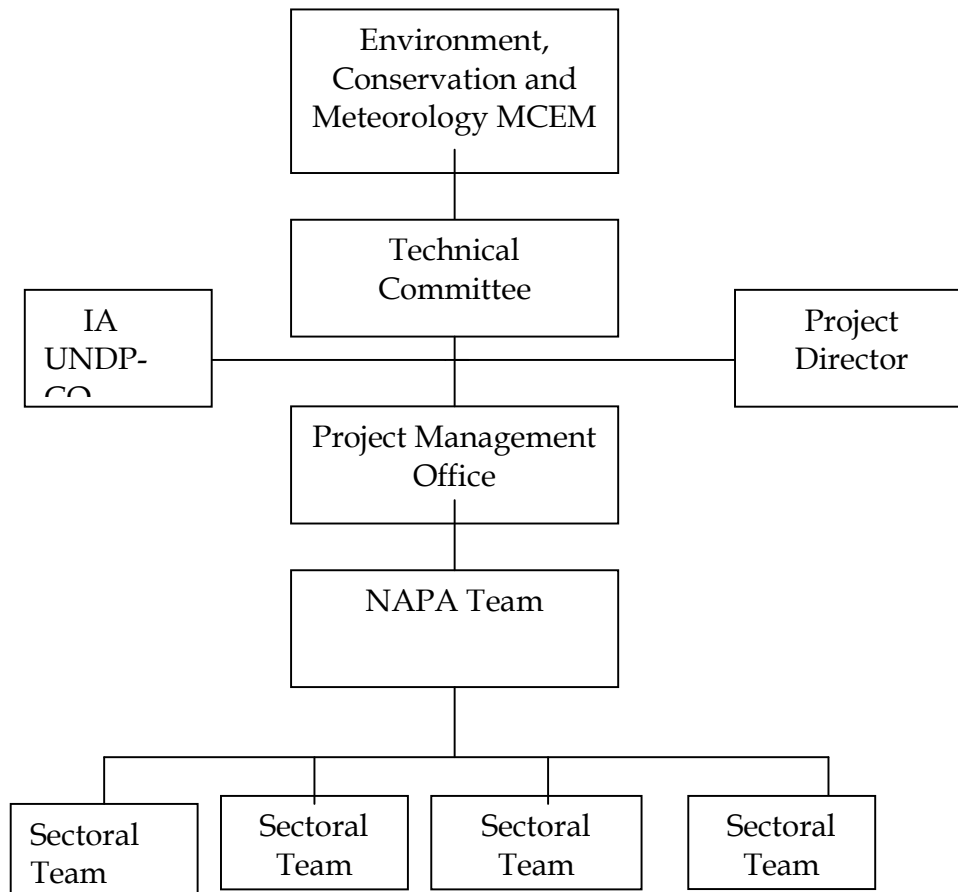 Environment,
Conservation and
Meteorology MCEM
Technical
Committee
IA
UNDP-
CO
Project
Director
Project Management
Office
NAPA Team
Sectoral
Team
Sectoral
Team
Sectoral
Team
Sectoral
Team